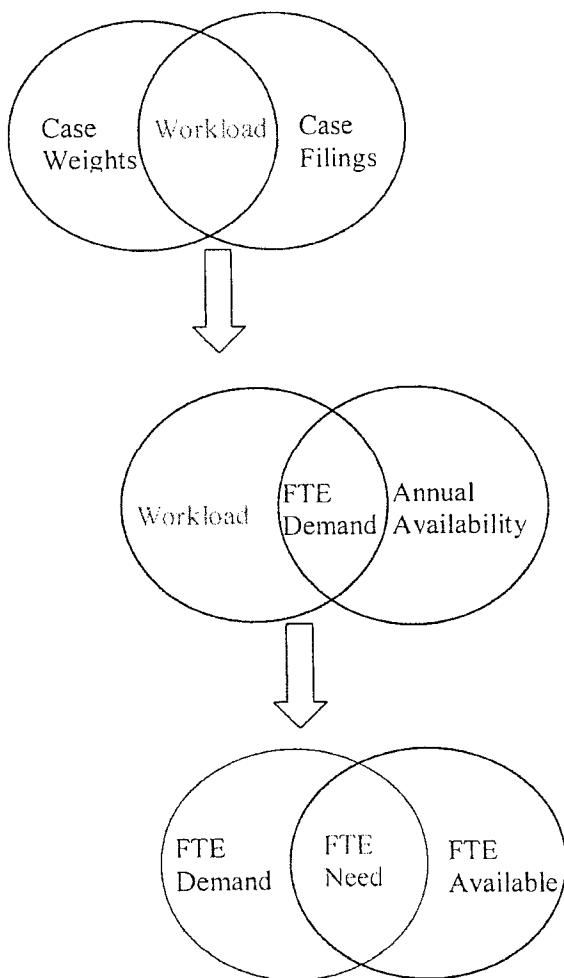 Case
Weights
Workload
Case
Filings
Workload
FTE
Demand
Annual
Availability
FTE
Demand
FTE
Need
FTE
Available